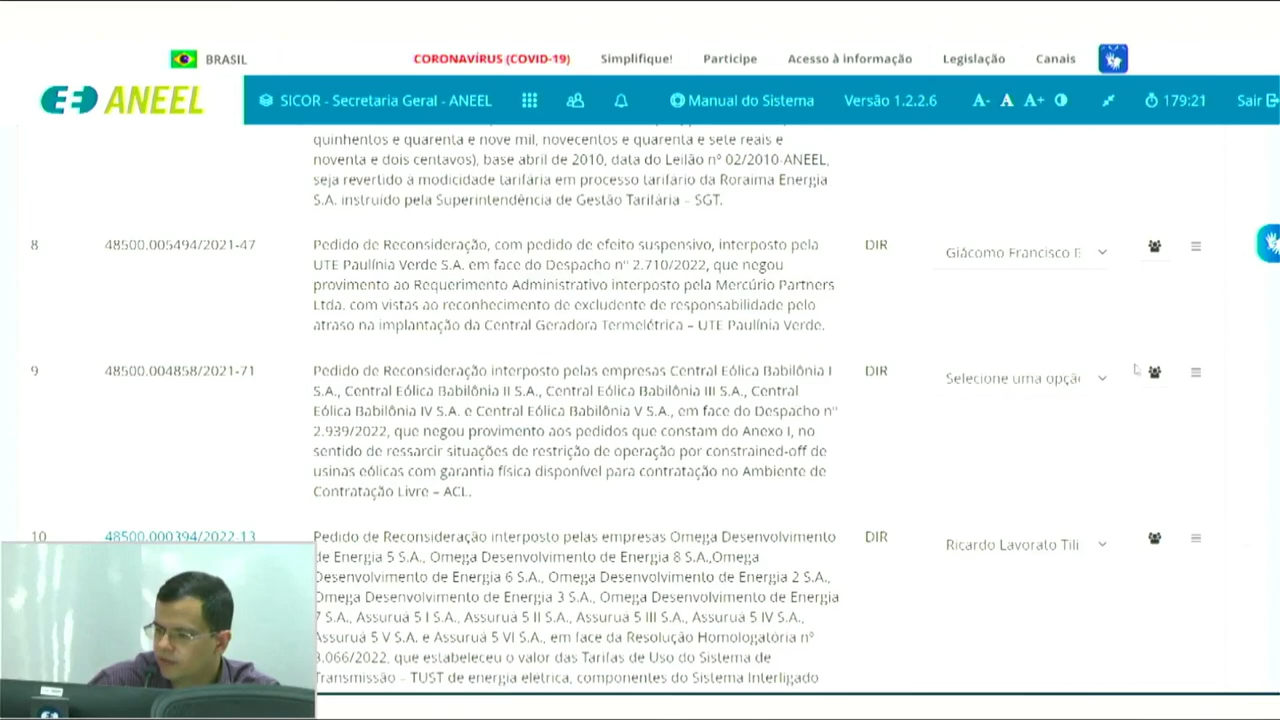 BRASIL
CORONAVÍRUS (COVID-19) Simplifique! Participe Acesso à informação Legislação Canais
ANEEL
SICOR - Secretaria Geral - ANEEL Manual do Sistema Versão 1.2.2.6 A- A A+ 179:21 Sair
quinhentos e quarenta e nove mil, novecentos e quarenta e sete reais e
noventa e dois centavos), base abril de 2010, data do Leilão nº 02/2010-ANEEL,
seja revertido à modicidade tarifária em processo tarifário da Roraima Energia
S.A. instruído pela Superintendência de Gestão Tarifária – SGT.
8 48500.005494/2021-47 Pedido de Reconsideração, com pedido de efeito suspensivo, interposto pela DIR
Giácomo Francisco
UTE Paulínia Verde S.A. em face do Despacho nº 2.710/2022, que negou
provimento ao Requerimento Administrativo interposto pela Mercúrio Partners
Ltda. com vistas ao reconhecimento de excludente de responsabilidade pelo
atraso na implantação da Central Geradora Termelétrica – UTE Paulínia Verde.
9 48500.004858/2021-71 Pedido de Reconsideração interposto pelas empresas Central Eólica Babilônia I DIR
Selecione uma opçã
S.A., Central Eólica Babilônia II S.A., Central Eólica Babilônia III S.A., Central
Eólica Babilônia IV S.A. e Central Eólica Babilônia V S.A., em face do Despacho nº
2.939/2022, que negou provimento aos pedidos que constam do Anexo I, no
sentido de ressarcir situações de restrição de operação por constrained-off de
usinas eólicas com garantia física disponível para contratação no Ambiente de
Contratação Livre – ACL.
10 48500.000394/2022-13 Pedido de Reconsideração interposto pelas empresas Omega Desenvolvimento DIR
Ricardo Lavorato Tili
de Energia 5 S.A., Omega Desenvolvimento de Energia 8 S.A.,Omega
Desenvolvimento de Energia 6 S.A., Omega Desenvolvimento de Energia 2 S.A.,
Omega Desenvolvimento de Energia 3 S.A., Omega Desenvolvimento de Energia
7 S.A., Assuruá 5 I S.A., Assuruá 5 II S.A., Assuruá 5 III S.A., Assuruá 5 IV S.A.,
Assuruá 5 V S.A. e Assuruá 5 VI S.A., em face da Resolução Homologatória nº
3.066/2022, que estabeleceu o valor das Tarifas de Uso do Sistema de
Transmissão – TUST de energia elétrica, componentes do Sistema Interligado